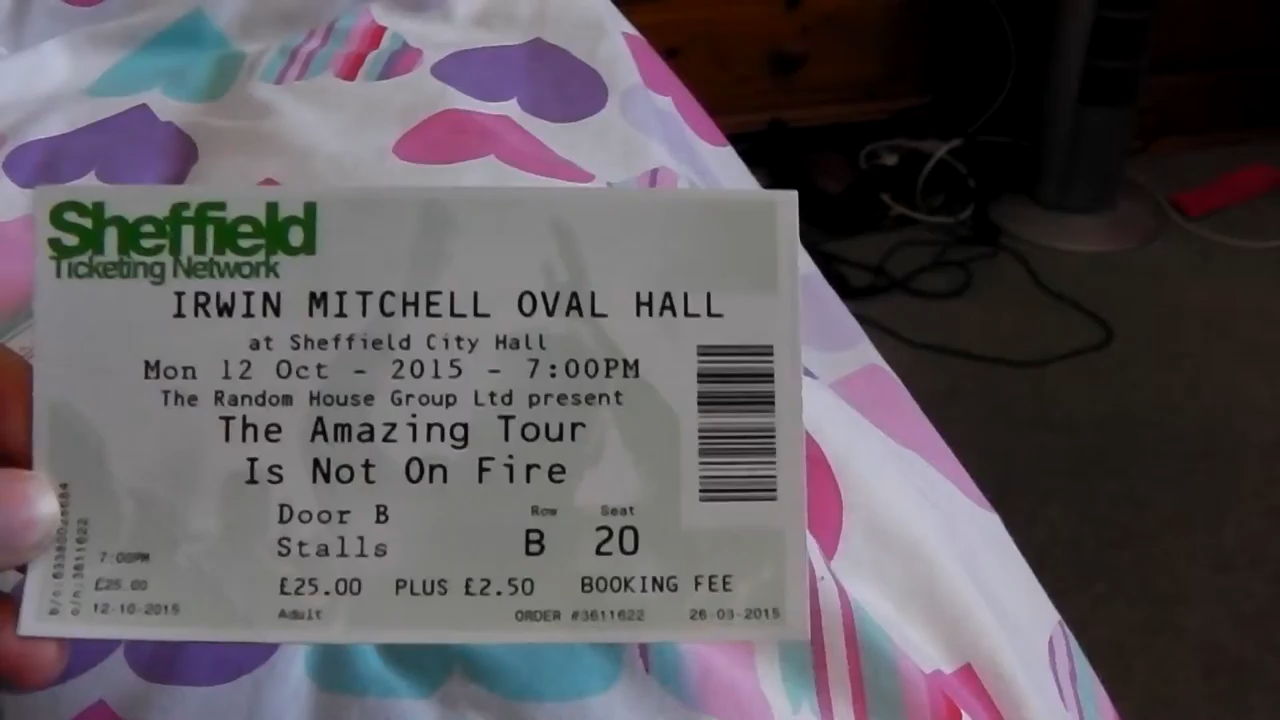 Sheffield
Ticketing Network
IRWIN MITCHELL OVAL HALL
at Sheffield City Hall
Mon 12 Oct - 2015 - 7:00PM
The Random House Group Ltd present
The Amazing Tour
Is Not On Fire
Door B
Stalls
Row
B
Seat
20
£25.00 PLUS £2.50 BOOKING FEE
Adult
ORDER #3611622
26-03-2015
7:00PM
£25.00
12-10-2015
o/n:3611622